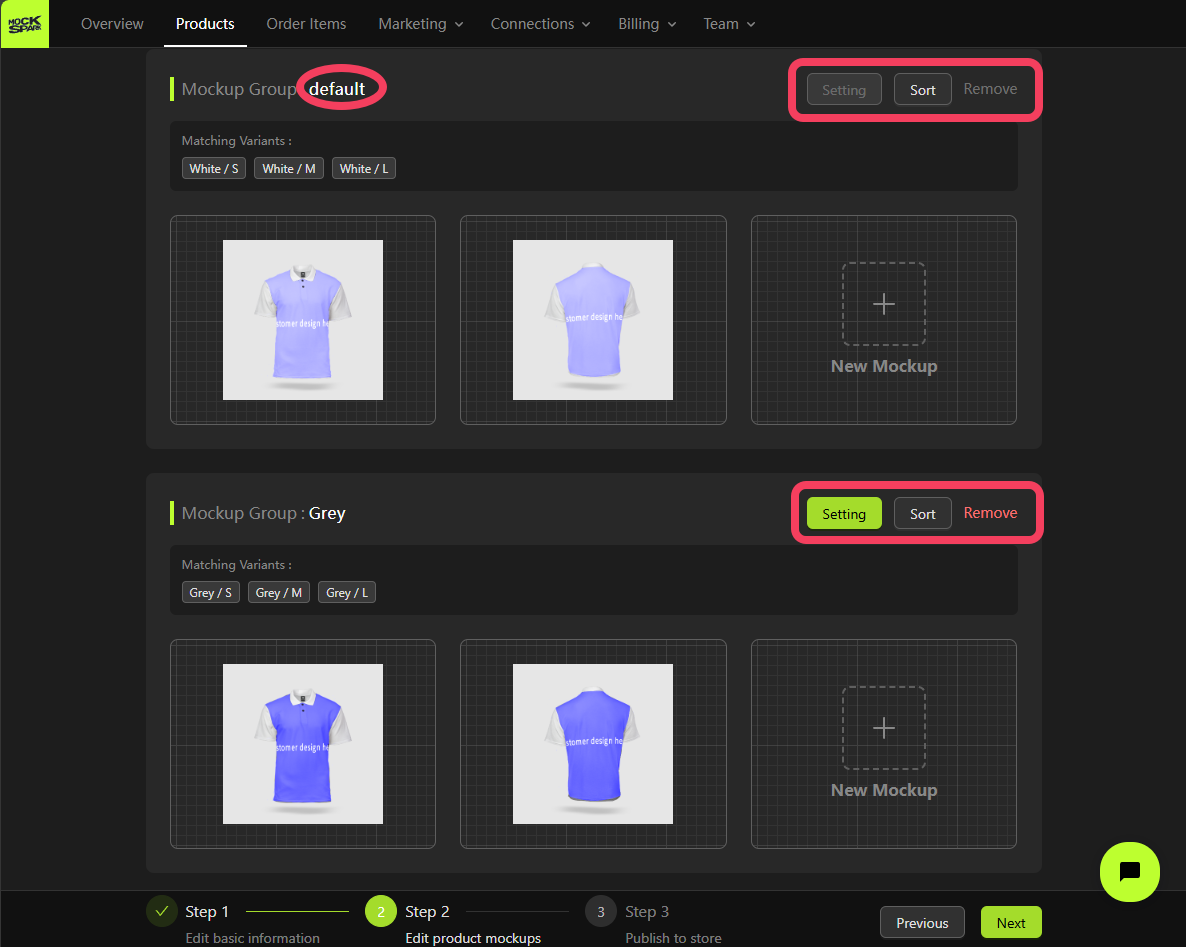 MOCK SPARK
Overview Products Order Items Marketing Connections Billing Team
Mockup Group default
Setting Sort Remove
Matching Variants :
White / S White / M White / L
stomer design he
stomer design he
New Mockup
Mockup Group : Grey
Setting Sort Remove
Matching Variants :
Grey / S Grey / M Grey / L
stomer design he
stomer design he
New Mockup
Step 1 2 Step 2 3 Step 3
Edit basic information Edit product mockups Publish to store
Previous Next